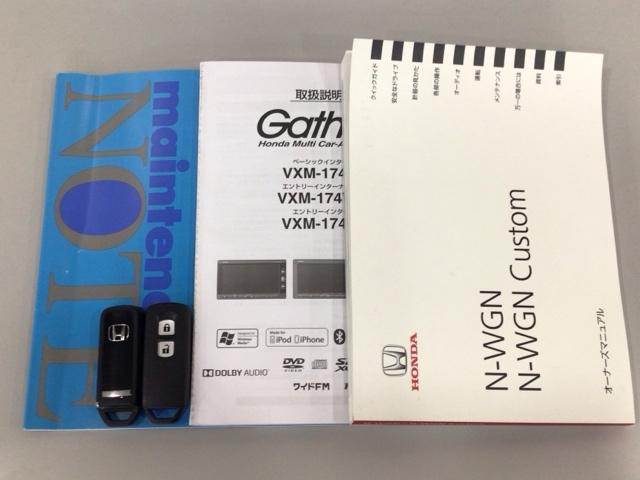 maintena
NOTE
取扱説明
Gath
Honda Multi Car-A
ベーシックインタ
VXM-174
エントリーインターナ
VXM-174
エントリーインタ
VXM-174
Windows
Media
Made for
iPod iPhone
DOLBY AUDIO
DVD
VIDEO
ワイドFM
クイックガイド
安全なドライブ
計器の見かた
各部の操作
オーディオ
運転
メンテナンス
万一の場合には
資料
索引
N-WGN
N-WGN Custom
オーナーズマニュアル
HONDA